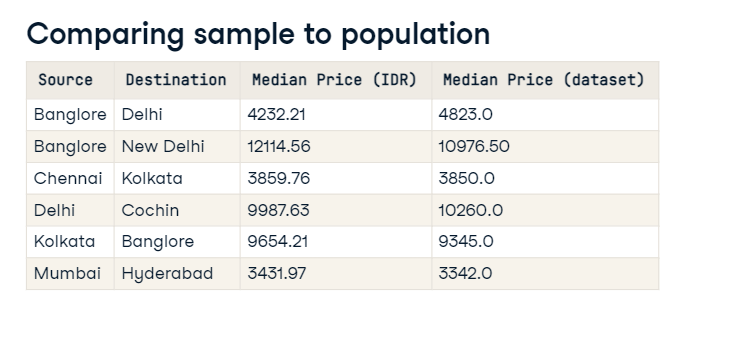 Comparing sample to population
Source Destination Median Price (IDR) Median Price (dataset)
Banglore Delhi 4232.21 4823.0
Banglore New Delhi 12114.56 10976.50
Chennai Kolkata 3859.76 3850.0
Delhi Cochin 9987.63 10260.0
Kolkata Banglore 9654.21 9345.0
Mumbai Hyderabad 3431.97 3342.0